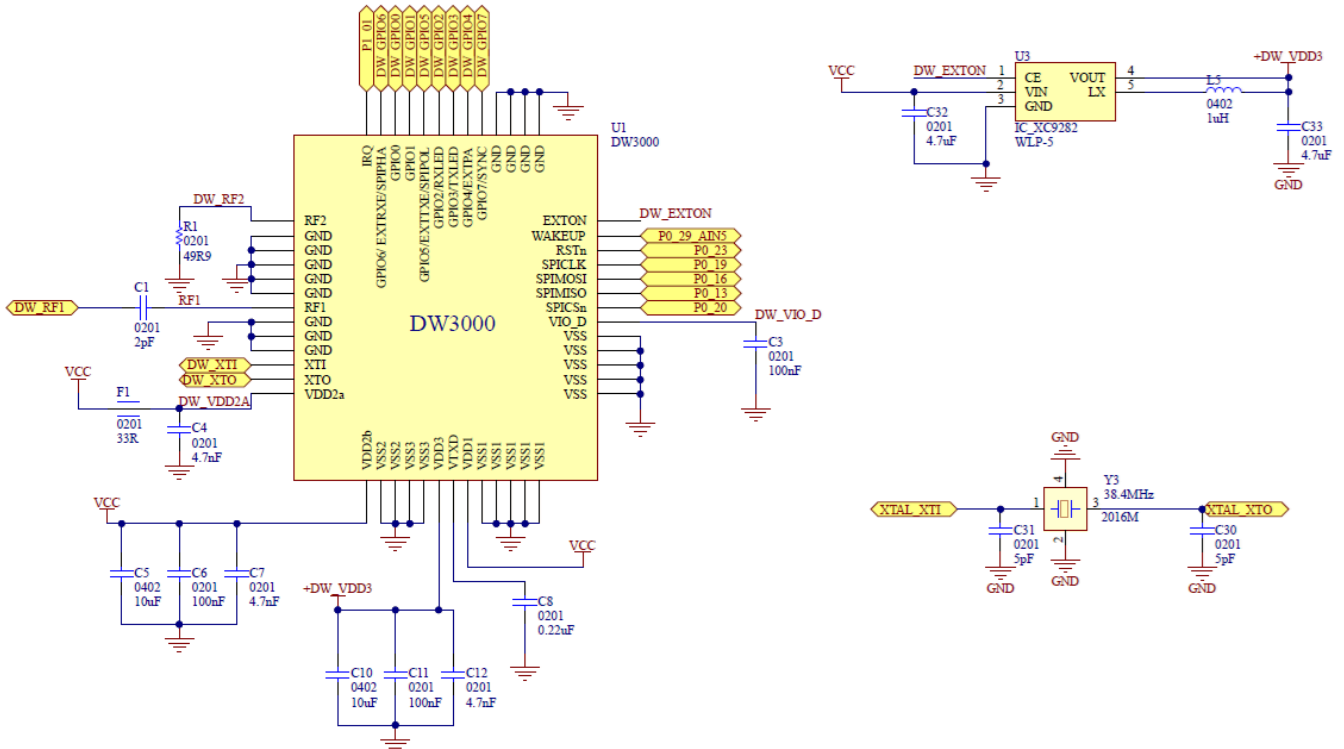 P1_01
DW_GPIO6
DW_GPIO0
DW_GPIO1
DW_GPIO5
DW_GPIO2
DW_GPIO3
DW_GPIO4
DW_GPIO7
U1
DW3000
IRQ
GPIO6/ EXTRXE/SPIPHA
GPIO0
GPIO1
GPIO5/EXTTXE/SPIPOL
GPIO2/RXLED
GPIO3/TXLED
GPIO4/EXTPA
GPIO7/SYNC
GND
GND
GND
GND
DW_RF2
R1
0201
49R9
C1
0201
2pF
DW_RF1
RF1
DW_XTI
DW_XTO
VCC
F1
0201
33R
DW_VDD2A
C4
0201
4.7nF
RF2
GND
GND
GND
GND
GND
RF1
GND
GND
GND
XTI
XTO
VDD2a
DW3000
EXTON
WAKEUP
RSTn
SPICLK
SPIMOSI
SPIMISO
SPICSn
VIO_D
VSS
VSS
VSS
VSS
VSS
DW_EXTON
P0_29_AIN5
P0_23
P0_19
P0_16
P0_13
P0_20
DW_VIO_D
C3
0201
100nF
VDD2b
VSS2
VSS2
VSS3
VSS3
VDD3
VTXD
VDD1
VSS1
VSS1
VSS1
VSS1
VSS1
VCC
C5
0402
10uF
C6
0201
100nF
C7
0201
4.7nF
VCC
C8
0201
0.22uF
+DW_VDD3
C10
0402
10uF
C11
0201
100nF
C12
0201
4.7nF
U3
VCC
DW_EXTON
1
2
3
CE
VIN
GND
VOUT
LX
4
5
IC_XC9282
WLP-5
C32
0201
4.7uF
+DW_VDD3
L5
0402
1uH
C33
0201
4.7uF
GND
GND
4
Y3
38.4MHz
2016M
XTAL_XTI
1
3
XTAL_XTO
2
GND
C31
0201
5pF
GND
C30
0201
5pF
GND